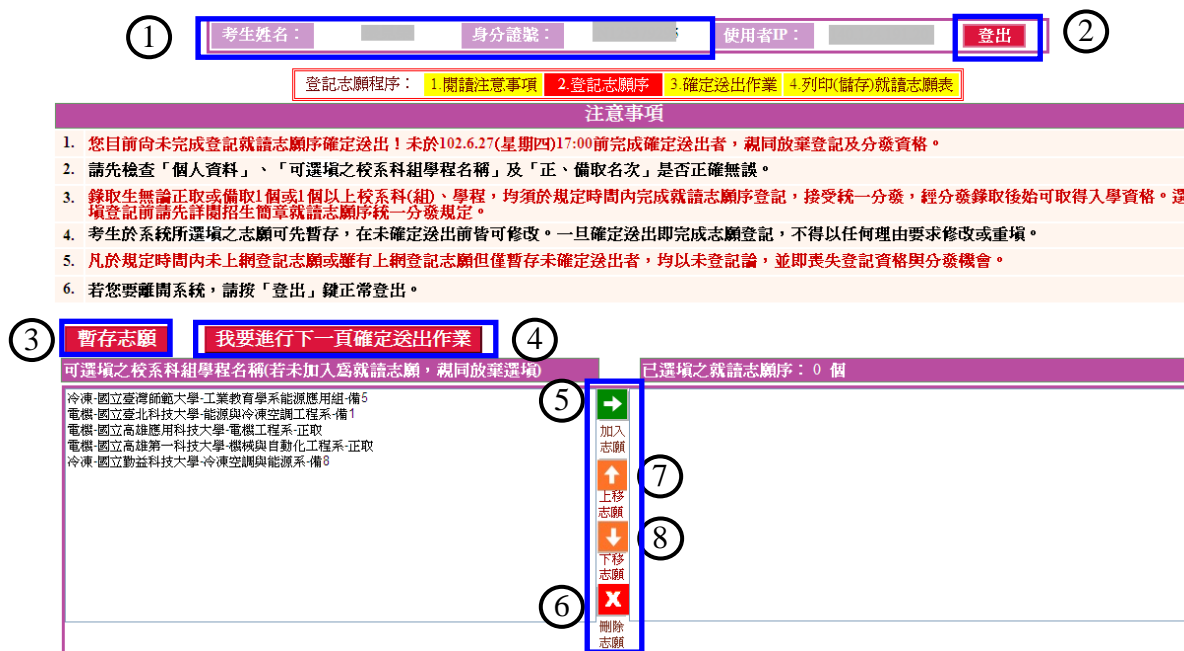 ① 考生姓名： 身分證號： 使用者IP： 登出 ②
登記志願程序： 1.閱讀注意事項 2.登記志願序 3.確定送出作業 4.列印(儲存)就讀志願表
注意事項
1. 您目前尚未完成登記就讀志願序確定送出！未於102.6.27(星期四)17:00前完成確定送出者，視同放棄登記及分發資格。
2. 請先檢查「個人資料」、「可選填之校系科組學程名稱」及「正、備取名次」是否正確無誤。
3. 錄取生無論正取或備取1個或1個以上校系科(組)、學程，均須於規定時間內完成就讀志願序登記，接受統一分發，經分發錄取後始可取得入學資格。選
填登記前請先詳閱招生簡章就讀志願序統一分發規定。
4. 考生於系統所選填之志願可先暫存，在未確定送出前皆可修改。一旦確定送出即完成志願登記，不得以任何理由要求修改或重填。
5. 凡於規定時間內未上網登記志願或雖有上網登記志願但僅暫存未確定送出者，均以未登記論，並即喪失登記資格與分發機會。
6. 若您要離開系統，請按「登出」鍵正常登出。
③ 暫存志願 我要進行下一頁確定送出作業 ④
可選填之校系科組學程名稱(若未加入為就讀志願，視同放棄選填)
已選填之就讀志願序：0 個
冷凍-國立臺灣師範大學-工業教育學系能源應用組-備5
電機-國立臺北科技大學-能源與冷凍空調工程系-備1
電機-國立高雄應用科技大學-電機工程系-正取
電機-國立高雄第一科技大學-機械與自動化工程系-正取
冷凍-國立勤益科技大學-冷凍空調與能源系-備8
⑤
加入
志願
⑦
上移
志願
⑧
下移
志願
⑥ X
刪除
志願